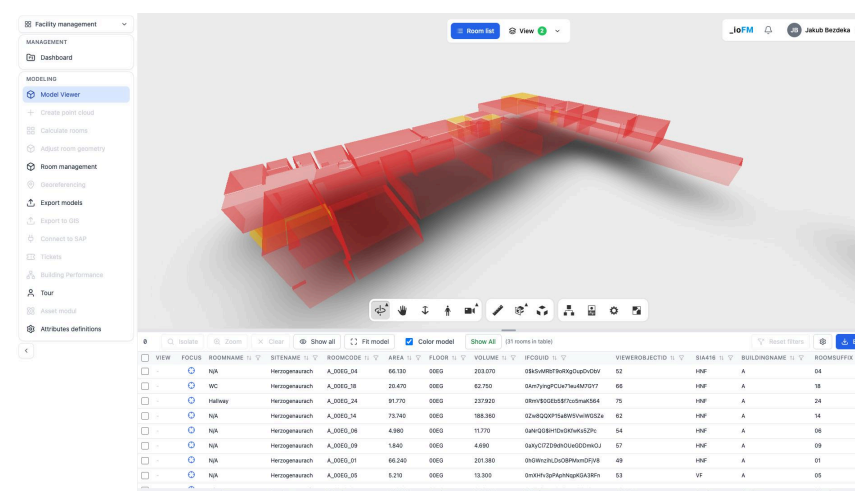 Facility management
MANAGEMENT
Dashboard
MODELING
Model Viewer
Create point cloud
Calculate rooms
Adjust room geometry
Room management
Georeferencing
Export models
Export to GIS
Connect to SAP
Tickets
Building Performance
Tour
Asset modul
Attributes definitions
Room list View 2
_ioFM JB Jakub Bezdeka
0 Isolate Zoom Clear Show all Fit model Color model Show All (31 rooms in table) Reset filters
VIEW FOCUS ROOMNAME SITENAME ROOMCODE AREA FLOOR VOLUME IFCGUID VIEWEROBJECTID SIA416 BUILDINGNAME ROOMSUFFIX
- N/A Herzogenaurach A_00EG_04 66.130 00EG 203.070 52 HNF A 04
- WC Herzogenaurach A_00EG_18 20.470 00EG 62.750 66 HNF A 18
- Hallway Herzogenaurach A_00EG_24 91.770 00EG 237.920 75 HNF A 24
- N/A Herzogenaurach A_00EG_14 73.740 00EG 188.360 62 HNF A 14
- N/A Herzogenaurach A_00EG_06 4.980 00EG 11.770 54 HNF A 06
- N/A Herzogenaurach A_00EG_09 1.840 00EG 4.690 57 HNF A 09
- N/A Herzogenaurach A_00EG_01 66.240 00EG 201.380 49 HNF A 01
- N/A Herzogenaurach A_00EG_05 5.210 00EG 13.300 53 VF A 05